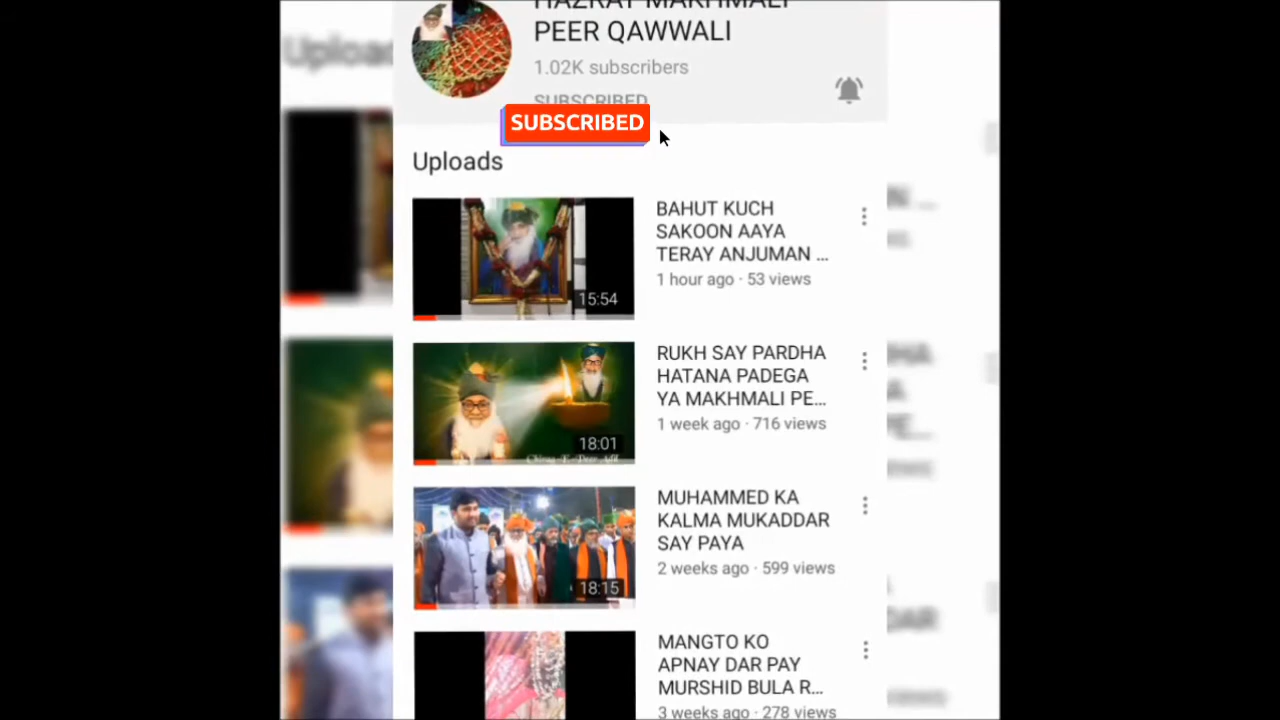 HAZRAT MAKHMALI
PEER QAWWALI
1.02K subscribers
SUBSCRIBED
SUBSCRIBED
Uploads
BAHUT KUCH
SAKOON AAYA
TERAY ANJUMAN ...
1 hour ago · 53 views
15:54
RUKH SAY PARDHA
HATANA PADEGA
YA MAKHMALI PE...
1 week ago · 716 views
18:01
MUHAMMED KA
KALMA MUKADDAR
SAY PAYA
2 weeks ago · 599 views
18:15
MANGTO KO
APNAY DAR PAY
MURSHID BULA R...
3 weeks ago · 278 views